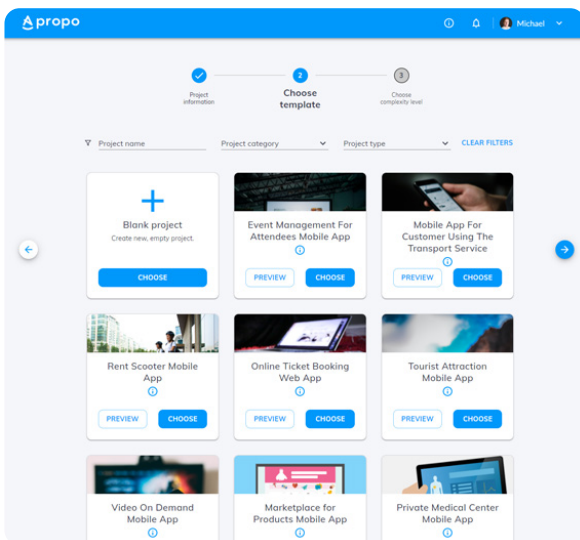 Apropo
Michael
2
3
Project
information
Choose
template
Choose
complexity level
Project name
Project category
Project type
CLEAR FILTERS
Blank project
Create new, empty project.
CHOOSE
Event Management For
Attendees Mobile App
PREVIEW
CHOOSE
Mobile App For
Customer Using The
Transport Service
PREVIEW
CHOOSE
Rent Scooter Mobile
App
PREVIEW
CHOOSE
Online Ticket Booking
Web App
PREVIEW
CHOOSE
Tourist Attraction
Mobile App
PREVIEW
CHOOSE
Video On Demand
Mobile App
Marketplace for
Products Mobile App
Private Medical Center
Mobile App